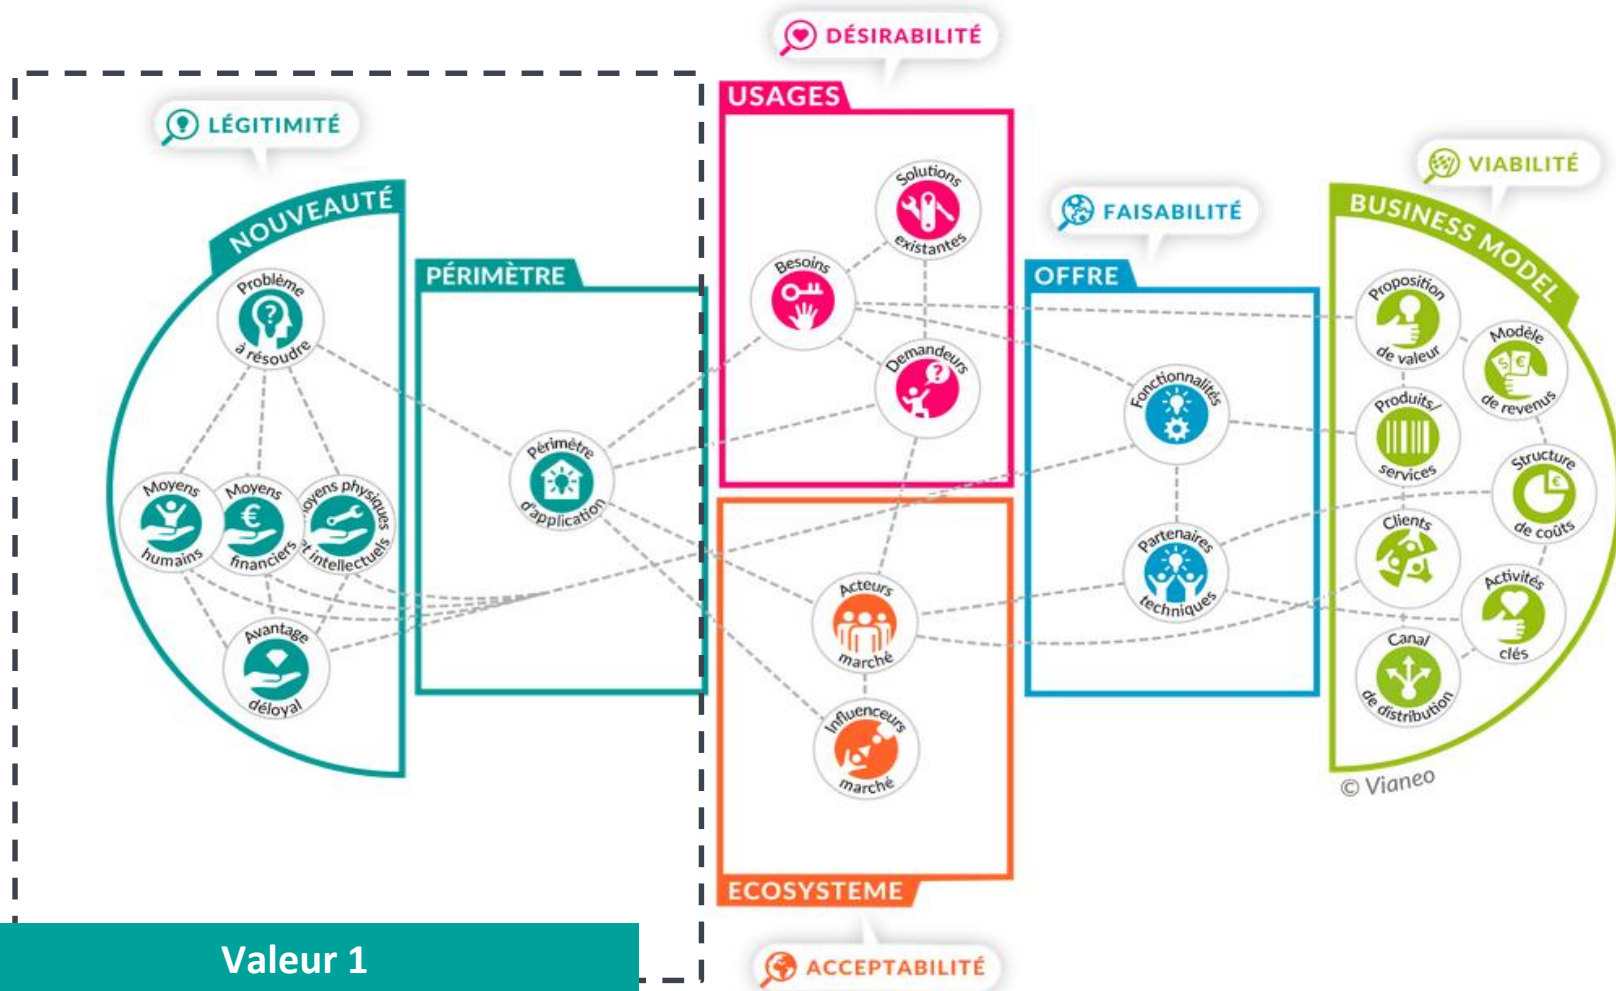 DÉSIRABILITÉ
LÉGITIMITÉ
NOUVEAUTÉ
Problème
à résoudre
Moyens
humains
Moyens
financiers
oyens physiques
et intellectuels
Avantage
déloyal
PÉRIMÈTRE
Périmètre
d'application
USAGES
Solutions
existantes
Besoins
Demandeurs
ECOSYSTEME
Acteurs
marché
Influenceurs
marché
ACCEPTABILITÉ
FAISABILITÉ
OFFRE
Fonctionnalités
Partenaires
techniques
VIABILITÉ
BUSINESS MODEL
Proposition
de valeur
Modèle
de revenus
Produits/
services
Structure
de coûts
Clients
Activités
clés
Canal
de distribution
© Vianeo
Valeur 1